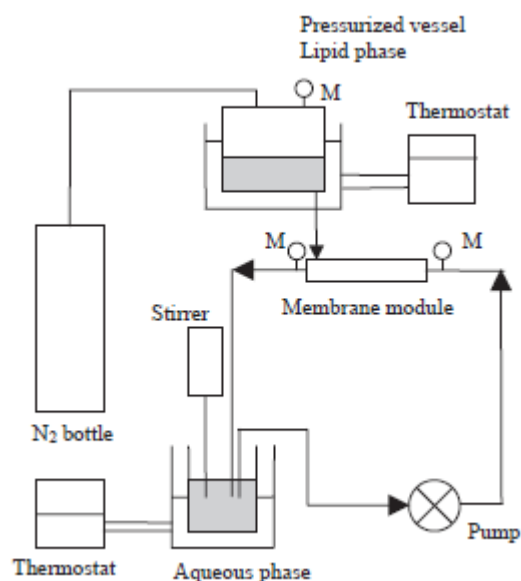 Pressurized vessel
Lipid phase
M
Thermostat
M
M
Membrane module
Stirrer
N2 bottle
Pump
Thermostat
Aqueous phase